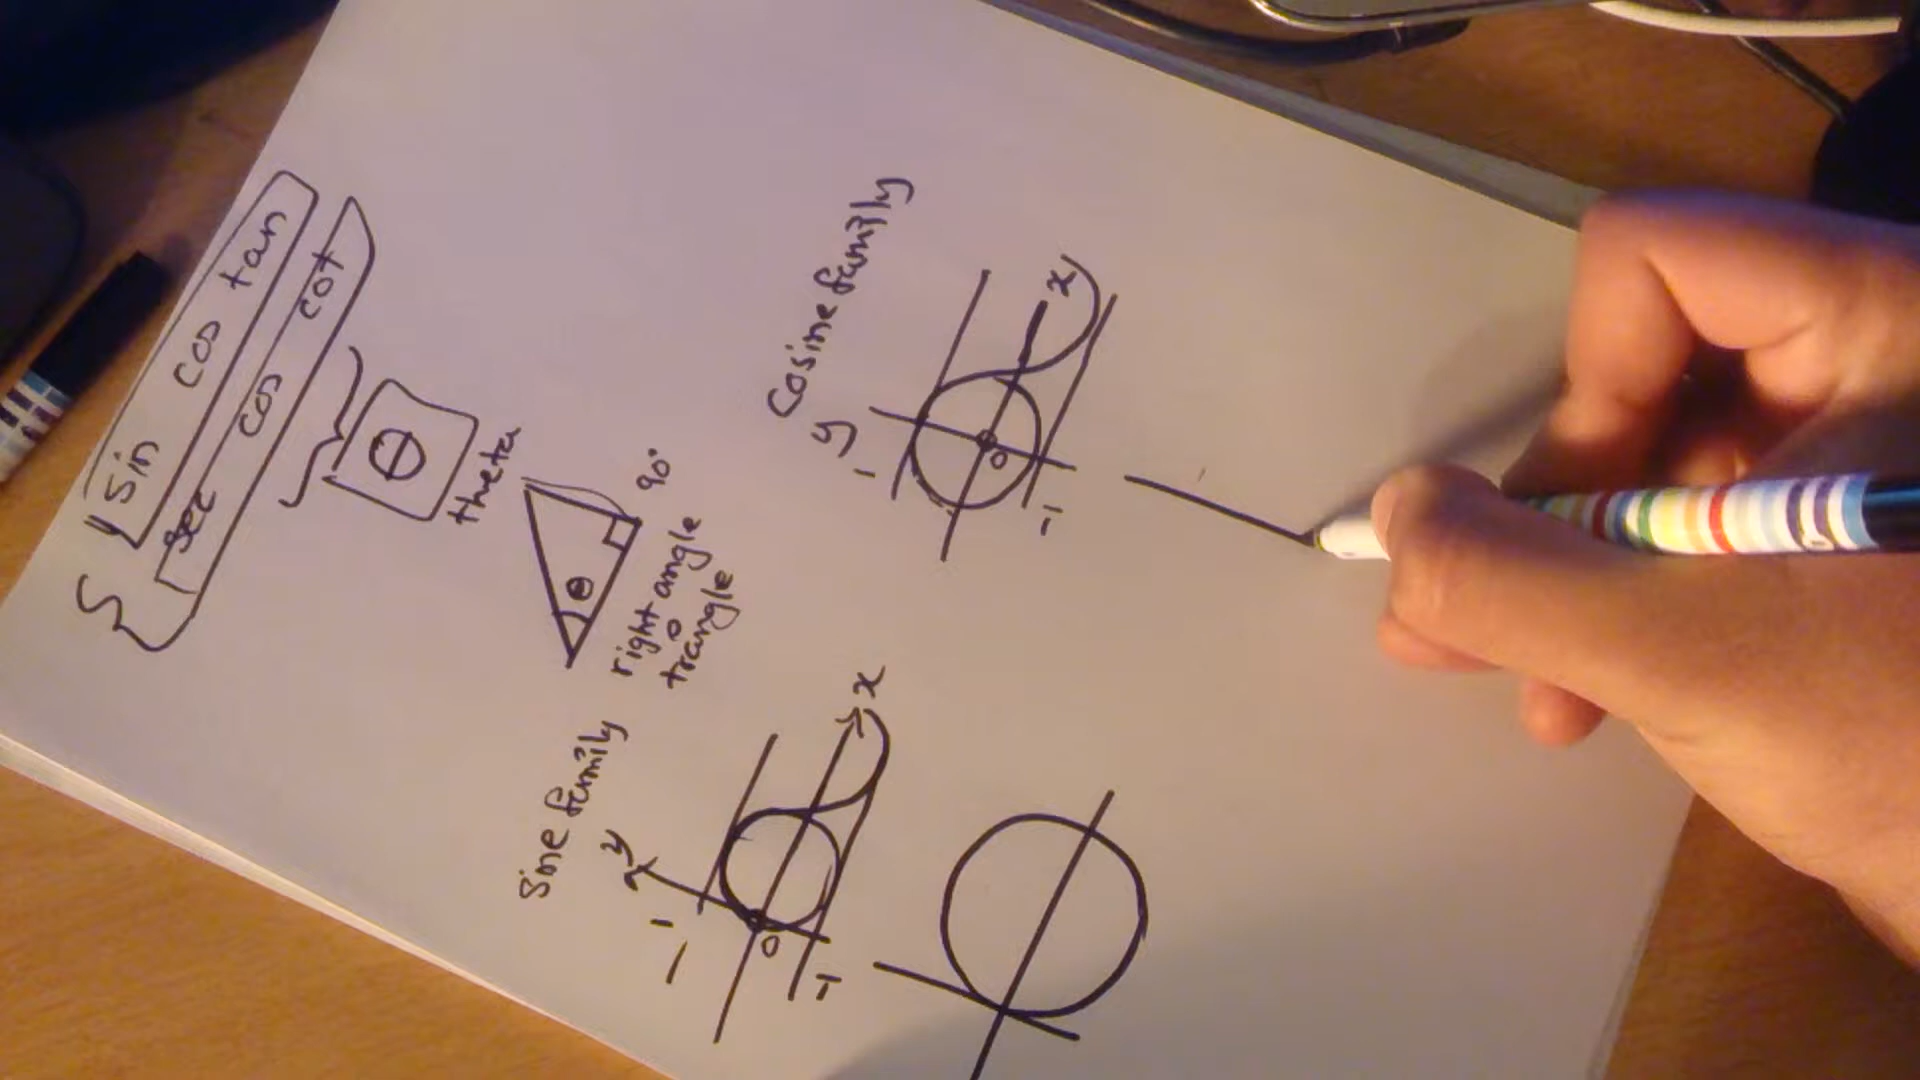 sin cos tan
sec cos cot
θ
theta
90°
θ
right angle
triangle
Sine family
y
1
0
-1
x
Cosine family
y
1
0
-1
x